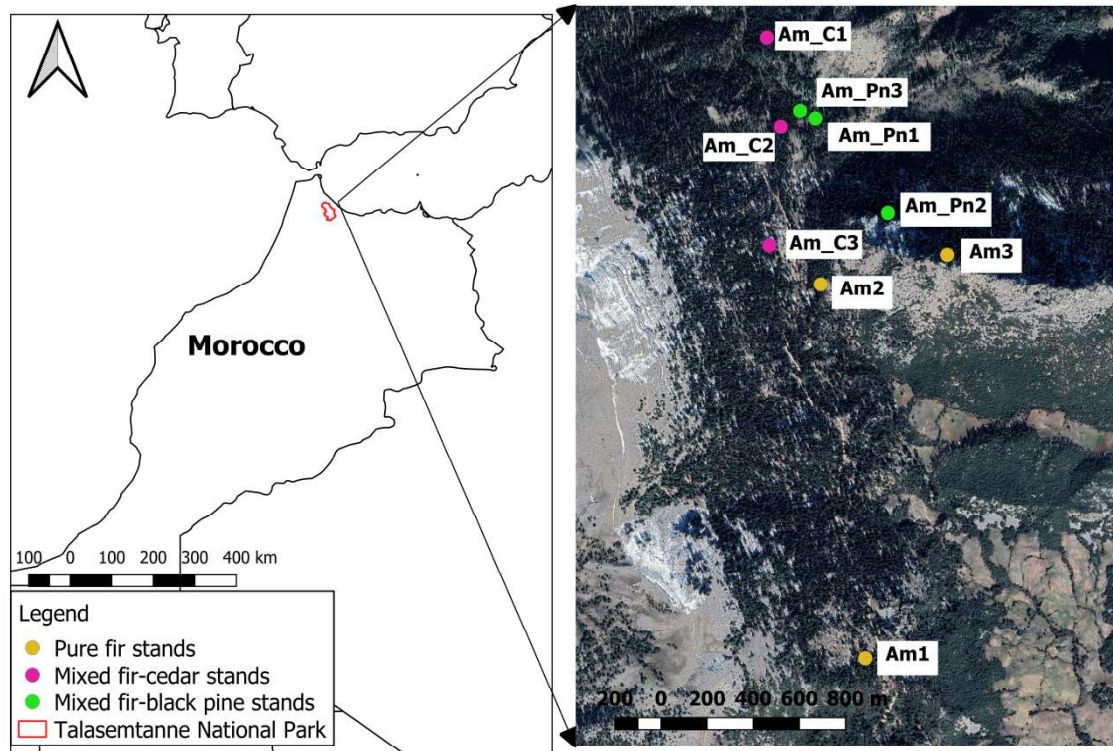 Morocco
100 0 100 200 300 400 km
Legend
Pure fir stands
Mixed fir-cedar stands
Mixed fir-black pine stands
Talasemtanne National Park
Am_C1
Am_Pn3
Am_Pn1
Am_C2
Am_Pn2
Am_C3
Am3
Am2
Am1
200 0 200 400 600 800 m